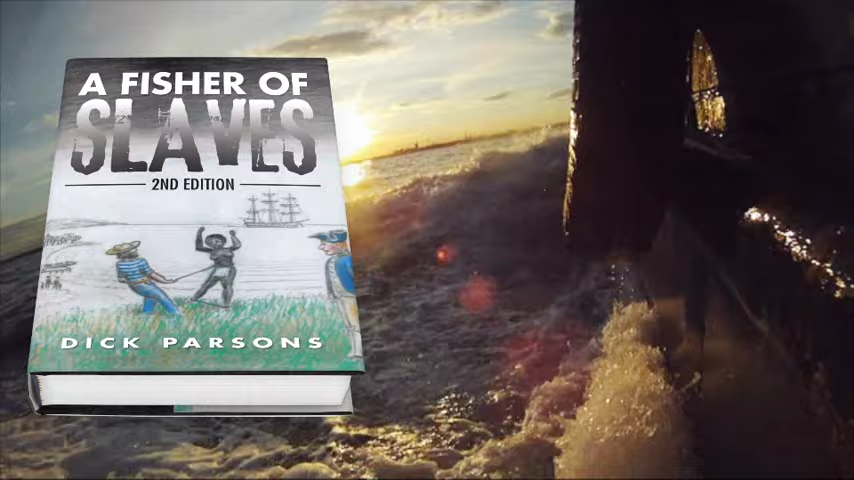 A FISHER OF
SLAVES
2ND EDITION
DICK PARSONS